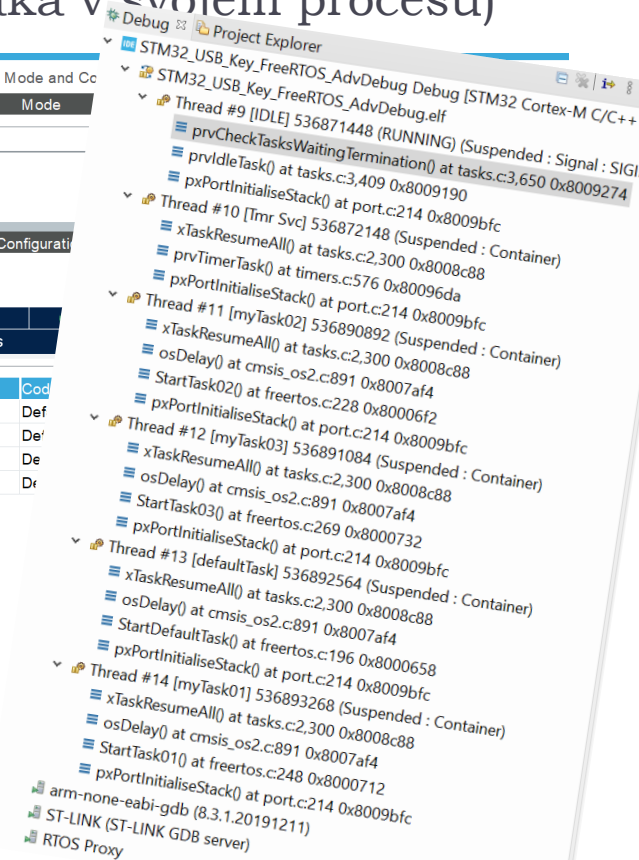 v svojem procesu)
Mode and
Mode
Debug
Project Explorer
IDE
STM32_USB_Key_FreeRTOS_AdvDebug Debug [STM32 Cortex-M C/C++
STM32_USB_Key_FreeRTOS_AdvDebug.elf
Thread #9 [IDLE] 536871448 (RUNNING) (Suspended : Signal :
prvCheckTasksWaitingTermination() at tasks.c:3,650 0x8009274
prvIdleTask() at tasks.c:3,409 0x8009190
pxPortInitialiseStack() at port.c:214 0x8009bfc
Thread #10 [Tmr Svc] 536872148 (Suspended : Container)
xTaskResumeAll() at tasks.c:2,300 0x8008c88
prvTimerTask() at timers.c:576 0x80096da
pxPortInitialiseStack() at port.c:214 0x8009bfc
Thread #11 [myTask02] 536890892 (Suspended : Container)
xTaskResumeAll() at tasks.c:2,300 0x8008c88
osDelay() at cmsis_os2.c:891 0x8007af4
StartTask02() at freertos.c:228 0x80006f2
pxPortInitialiseStack() at port.c:214 0x8009bfc
Thread #12 [myTask03] 536891084 (Suspended : Container)
xTaskResumeAll() at tasks.c:2,300 0x8008c88
osDelay() at cmsis_os2.c:891 0x8007af4
StartTask03() at freertos.c:269 0x8000732
pxPortInitialiseStack() at port.c:214 0x8009bfc
Thread #13 [defaultTask] 536892564 (Suspended : Container)
xTaskResumeAll() at tasks.c:2,300 0x8008c88
osDelay() at cmsis_os2.c:891 0x8007af4
StartDefaultTask() at freertos.c:196 0x8000658
pxPortInitialiseStack() at port.c:214 0x8009bfc
Thread #14 [myTask01] 536893268 (Suspended : Container)
xTaskResumeAll() at tasks.c:2,300 0x8008c88
osDelay() at cmsis_os2.c:891 0x8007af4
StartTask01() at freertos.c:248 0x8000712
pxPortInitialiseStack() at port.c:214 0x8009bfc
arm-none-eabi-gdb (8.3.1.20191211)
ST-LINK (ST-LINK GDB server)
RTOS Proxy